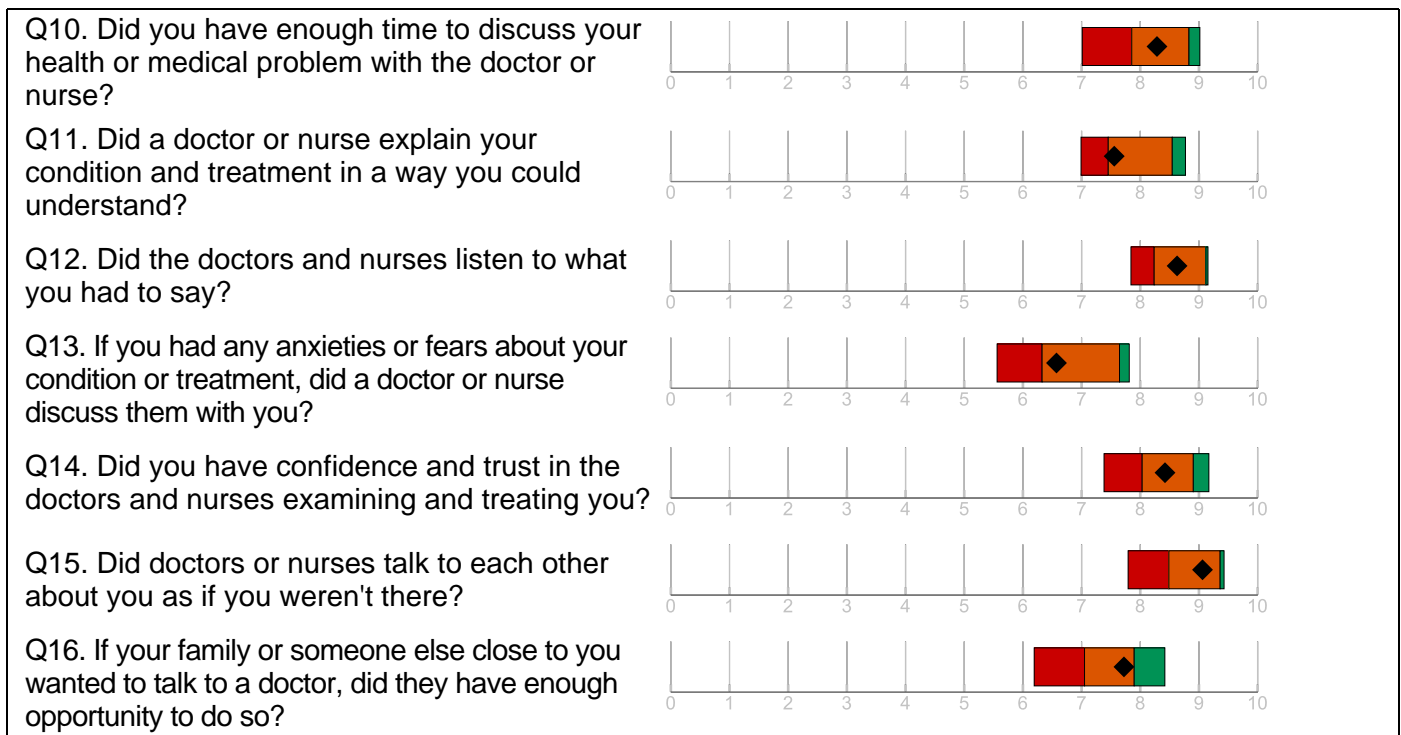 Q10. Did you have enough time to discuss your
health or medical problem with the doctor or
nurse?
0 1 2 3 4 5 6 7 8 9 10
Q11. Did a doctor or nurse explain your
condition and treatment in a way you could
understand?
0 1 2 3 4 5 6 7 8 9 10
Q12. Did the doctors and nurses listen to what
you had to say?
0 1 2 3 4 5 6 7 8 9 10
Q13. If you had any anxieties or fears about your
condition or treatment, did a doctor or nurse
discuss them with you?
0 1 2 3 4 5 6 7 8 9 10
Q14. Did you have confidence and trust in the
doctors and nurses examining and treating you?
0 1 2 3 4 5 6 7 8 9 10
Q15. Did doctors or nurses talk to each other
about you as if you weren't there?
0 1 2 3 4 5 6 7 8 9 10
Q16. If your family or someone else close to you
wanted to talk to a doctor, did they have enough
opportunity to do so?
0 1 2 3 4 5 6 7 8 9 10